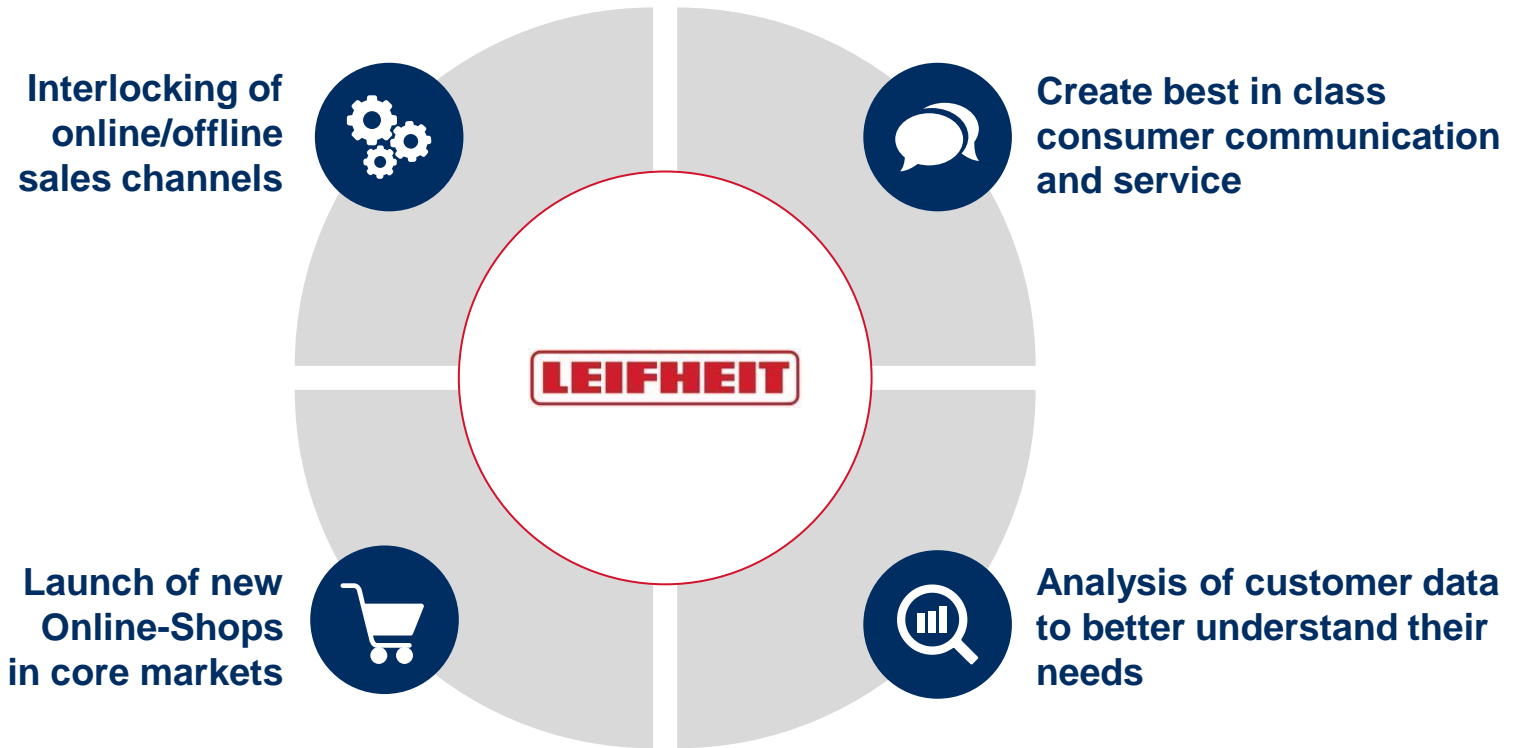 Interlocking of
online/offline
sales channels
Create best in class
consumer communication
and service
LEIFHEIT
Launch of new
Online-Shops
in core markets
Analysis of customer data
to better understand their
needs